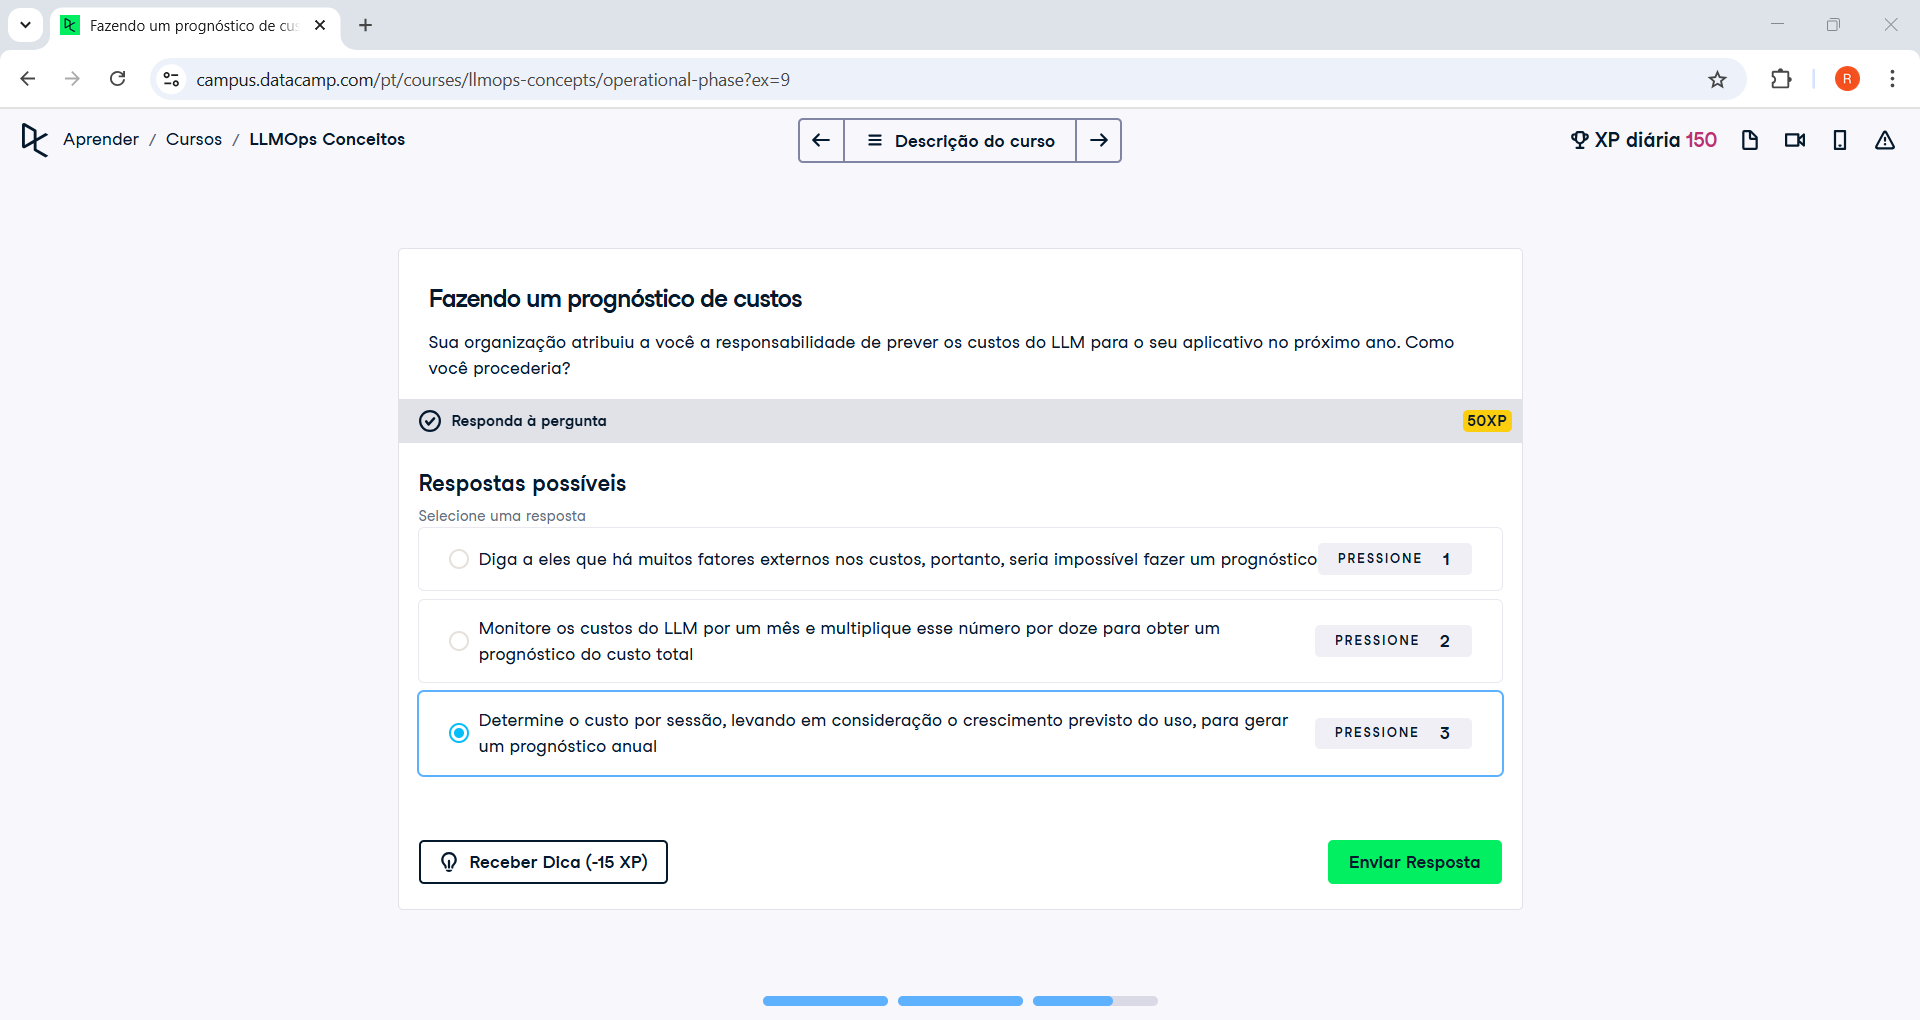 Fazendo um prognóstico de cus
campus.datacamp.com/pt/courses/llmops-concepts/operational-phase?ex=9
R
Aprender / Cursos / LLMOps Conceitos
Descrição do curso
XP diária 150
Fazendo um prognóstico de custos
Sua organização atribuiu a você a responsabilidade de prever os custos do LLM para o seu aplicativo no próximo ano. Como
você procederia?
Responda à pergunta
50XP
Respostas possíveis
Selecione uma resposta
Diga a eles que há muitos fatores externos nos custos, portanto, seria impossível fazer um prognóstico
PRESSIONE 1
Monitore os custos do LLM por um mês e multiplique esse número por doze para obter um
prognóstico do custo total
PRESSIONE 2
Determine o custo por sessão, levando em consideração o crescimento previsto do uso, para gerar
um prognóstico anual
PRESSIONE 3
Receber Dica (-15 XP)
Enviar Resposta